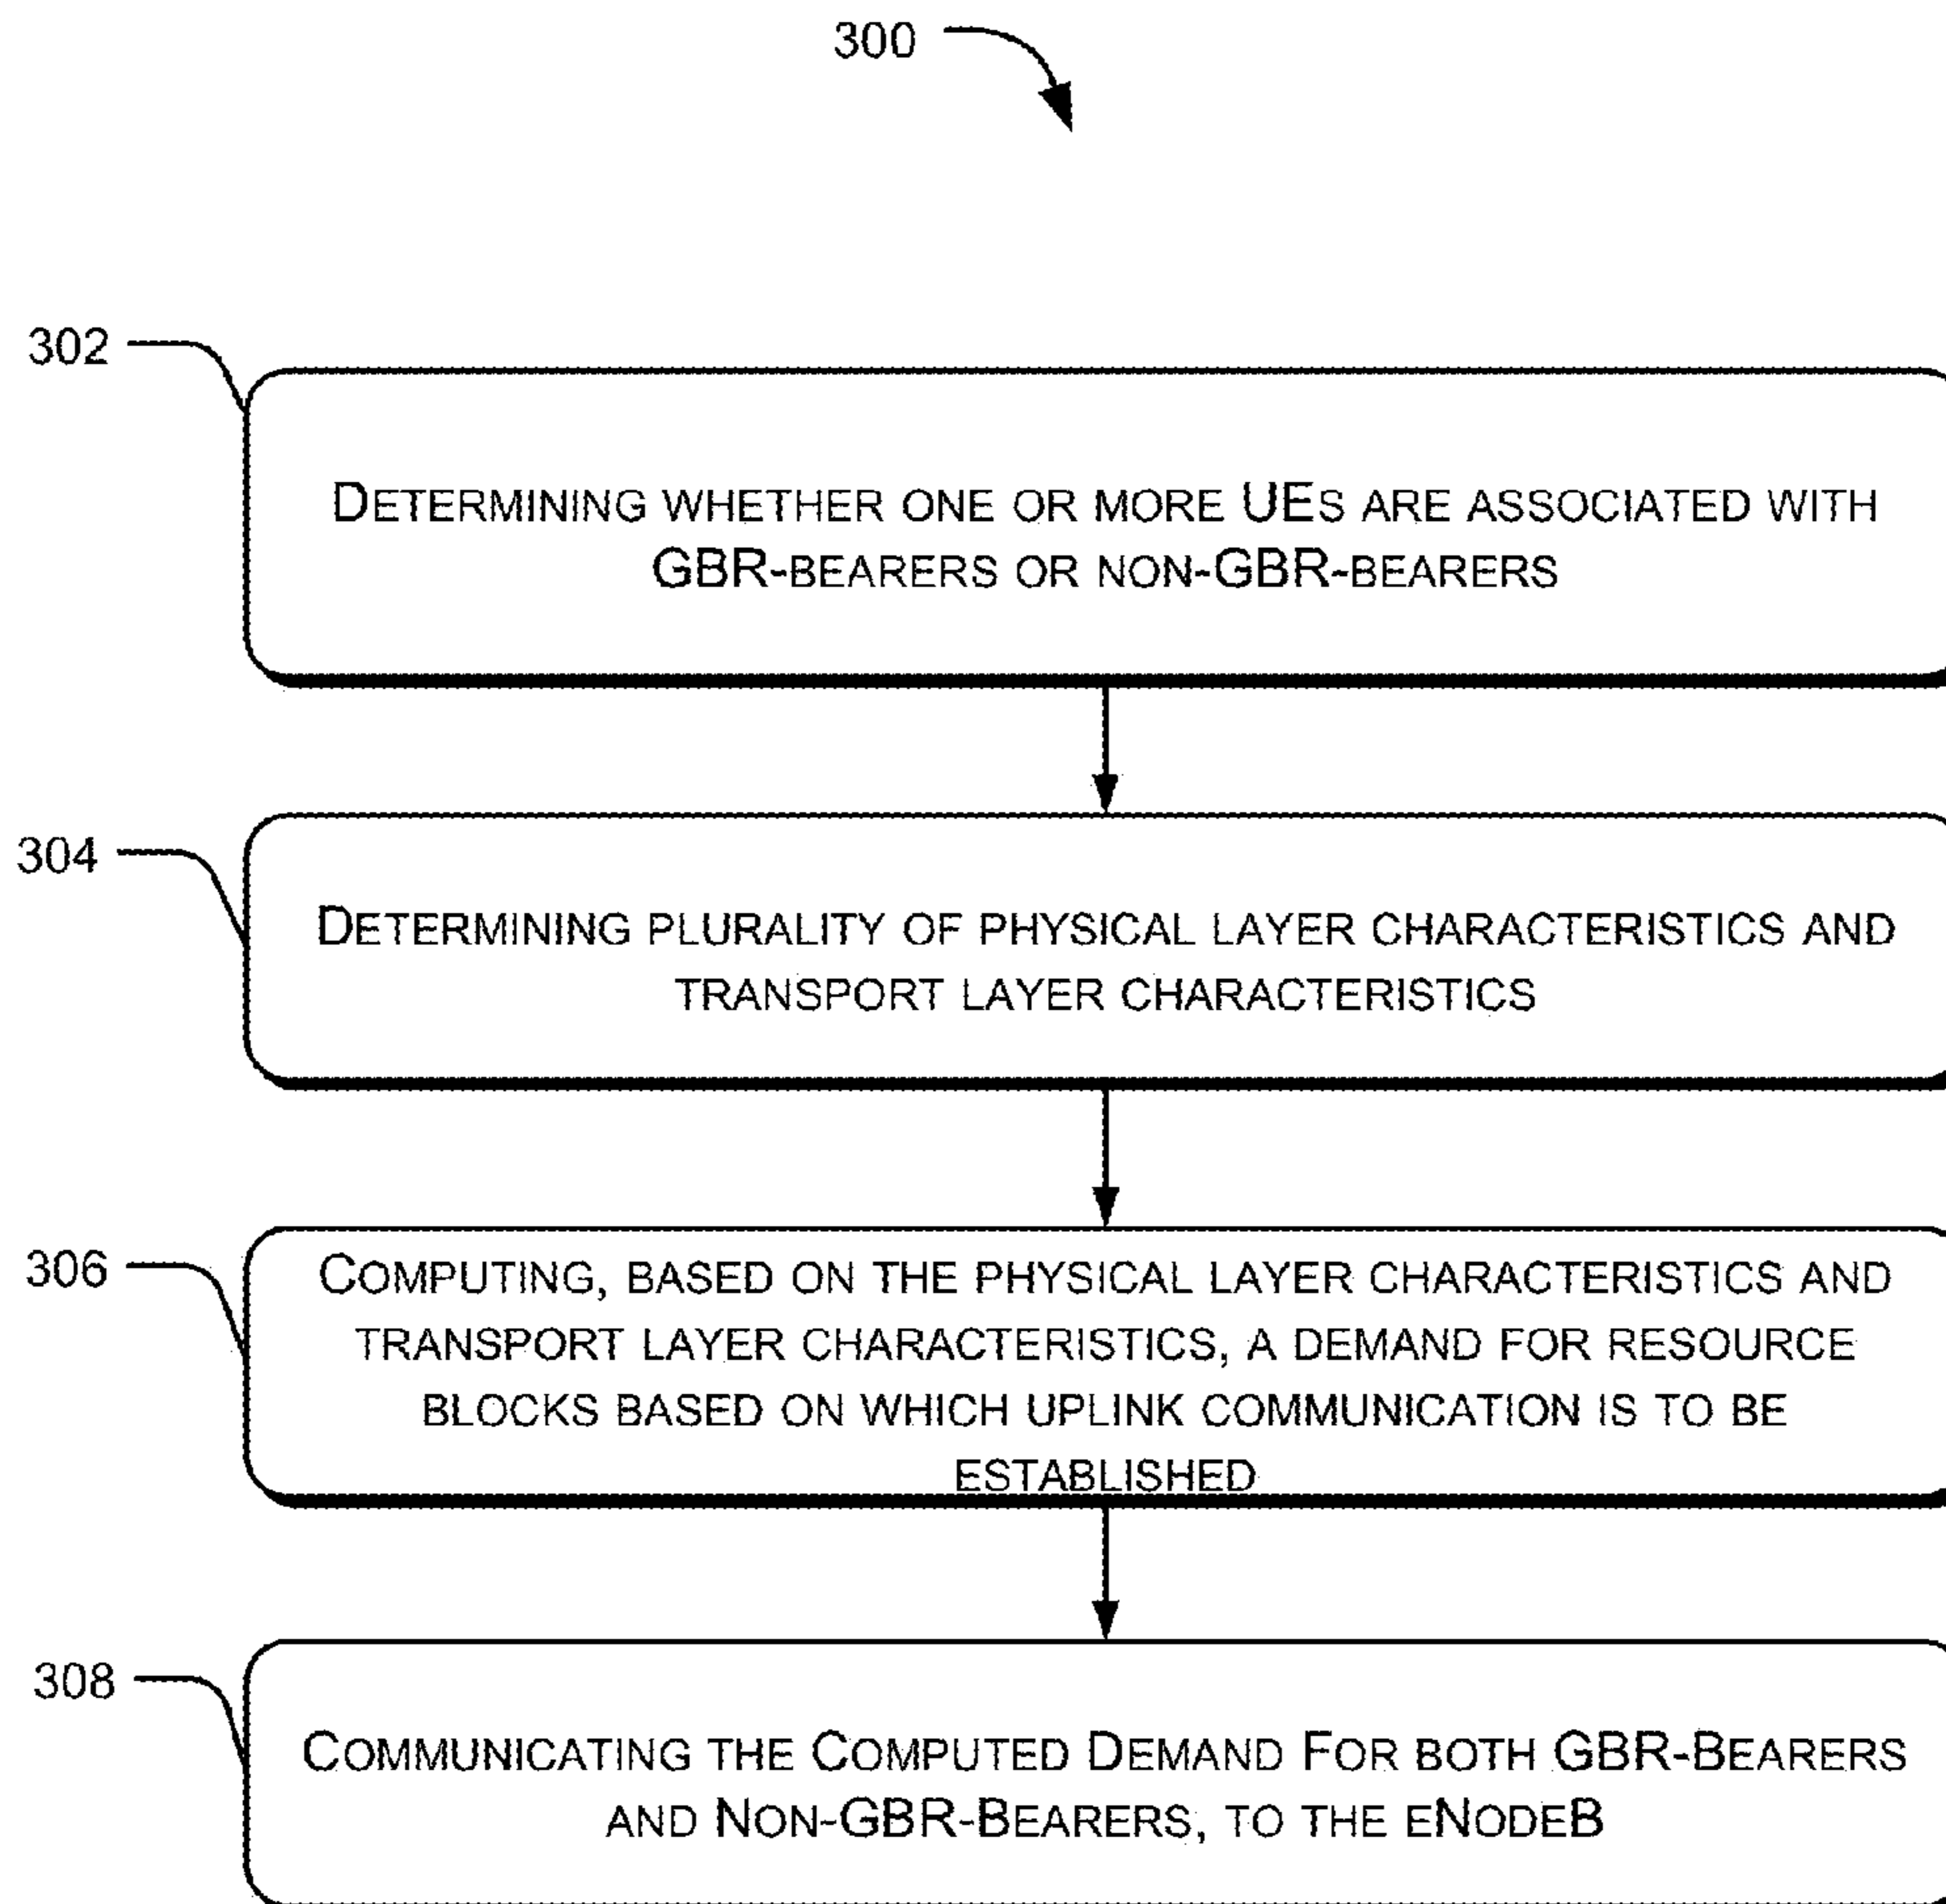 300
302
DETERMINING WHETHER ONE OR MORE UES ARE ASSOCIATED WITH
GBR-BEARERS OR NON-GBR-BEARERS
304
DETERMINING PLURALITY OF PHYSICAL LAYER CHARACTERISTICS AND
TRANSPORT LAYER CHARACTERISTICS
306
COMPUTING, BASED ON THE PHYSICAL LAYER CHARACTERISTICS AND
TRANSPORT LAYER CHARACTERISTICS, A DEMAND FOR RESOURCE
BLOCKS BASED ON WHICH UPLINK COMMUNICATION IS TO BE
ESTABLISHED
308
COMMUNICATING THE COMPUTED DEMAND FOR BOTH GBR-BEARERS
AND NON-GBR-BEARERS, TO THE ENODEB